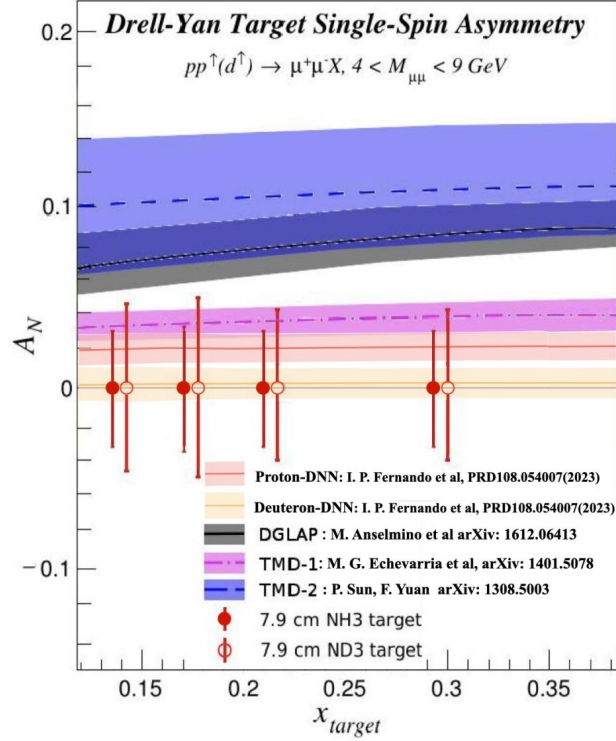 Drell-Yan Target Single-Spin Asymmetry
pp↑(d↑) → μ⁺μ⁻X, 4 < Mμμ < 9 GeV
0.2
0.1
0
−0.1
A_N
Proton-DNN: I. P. Fernando et al, PRD108.054007(2023)
Deuteron-DNN: I. P. Fernando et al, PRD108.054007(2023)
DGLAP : M. Anselmino et al arXiv: 1612.06413
TMD-1: M. G. Echevarria et al, arXiv: 1401.5078
TMD-2 : P. Sun, F. Yuan arXiv: 1308.5003
7.9 cm NH3 target
7.9 cm ND3 target
0.15 0.2 0.25 0.3 0.35
x_target